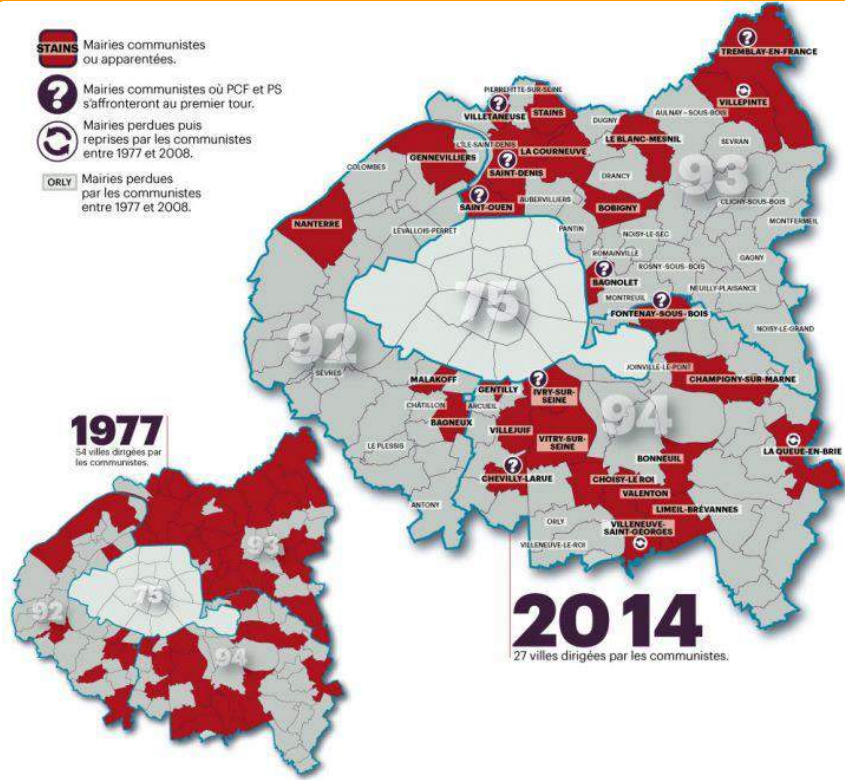 STAINS
Mairies communistes
ou apparentées.
?
Mairies communistes où PCF et PS
s'affronteront au premier tour.
Mairies perdues puis
reprises par les communistes
entre 1977 et 2008.
ORLY
Mairies perdues
par les communistes
entre 1977 et 2008.
?
TREMBLAY-EN-FRANCE
VILLEPINTE
PIERREFITTE-SUR-SEINE
?
VILLETANEUSE
STAINS
DUGNY
AULNAY-SOUS-BOIS
LE BLANC-MESNIL
SEVRAN
L'ÎLE-SAINT-DENIS
LA COURNEUVE
GENNEVILLIERS
COLOMBES
?
SAINT-DENIS
DRANCY
93
CLICHY-SOUS-BOIS
?
SAINT-OUEN
AUBERVILLIERS
BOBIGNY
MONTFERMEIL
NANTERRE
LEVALLOIS-PERRET
PANTIN
NOISY-LE-SEC
ROMAINVILLE
GAGNY
?
ROSNY-SOUS-BOIS
BAGNOLET
NEUILLY-PLAISANCE
MONTREUIL
75
?
FONTENAY-SOUS-BOIS
NOISY-LE-GRAND
92
SÈVRES
JOINVILLE-LE-PONT
MALAKOFF
GENTILLY
?
IVRY-SUR-
SEINE
CHAMPIGNY-SUR-MARNE
CHÂTILLON
ARCUEIL
BAGNEUX
VILLEJUIF
94
VITRY-SUR-
SEINE
LE PLESSIS
BONNEUIL
LA QUEUE-EN-BRIE
?
CHEVILLY-LARUE
CHOISY-LE ROI
VALENTON
ANTONY
LIMEIL-BRÉVANNES
ORLY
VILLENEUVE-
SAINT-GEORGES
VILLENEUVE-LE-ROI
1977
54 villes dirigées par
les communistes.
93
75
92
94
2014
27 villes dirigées par les communistes.